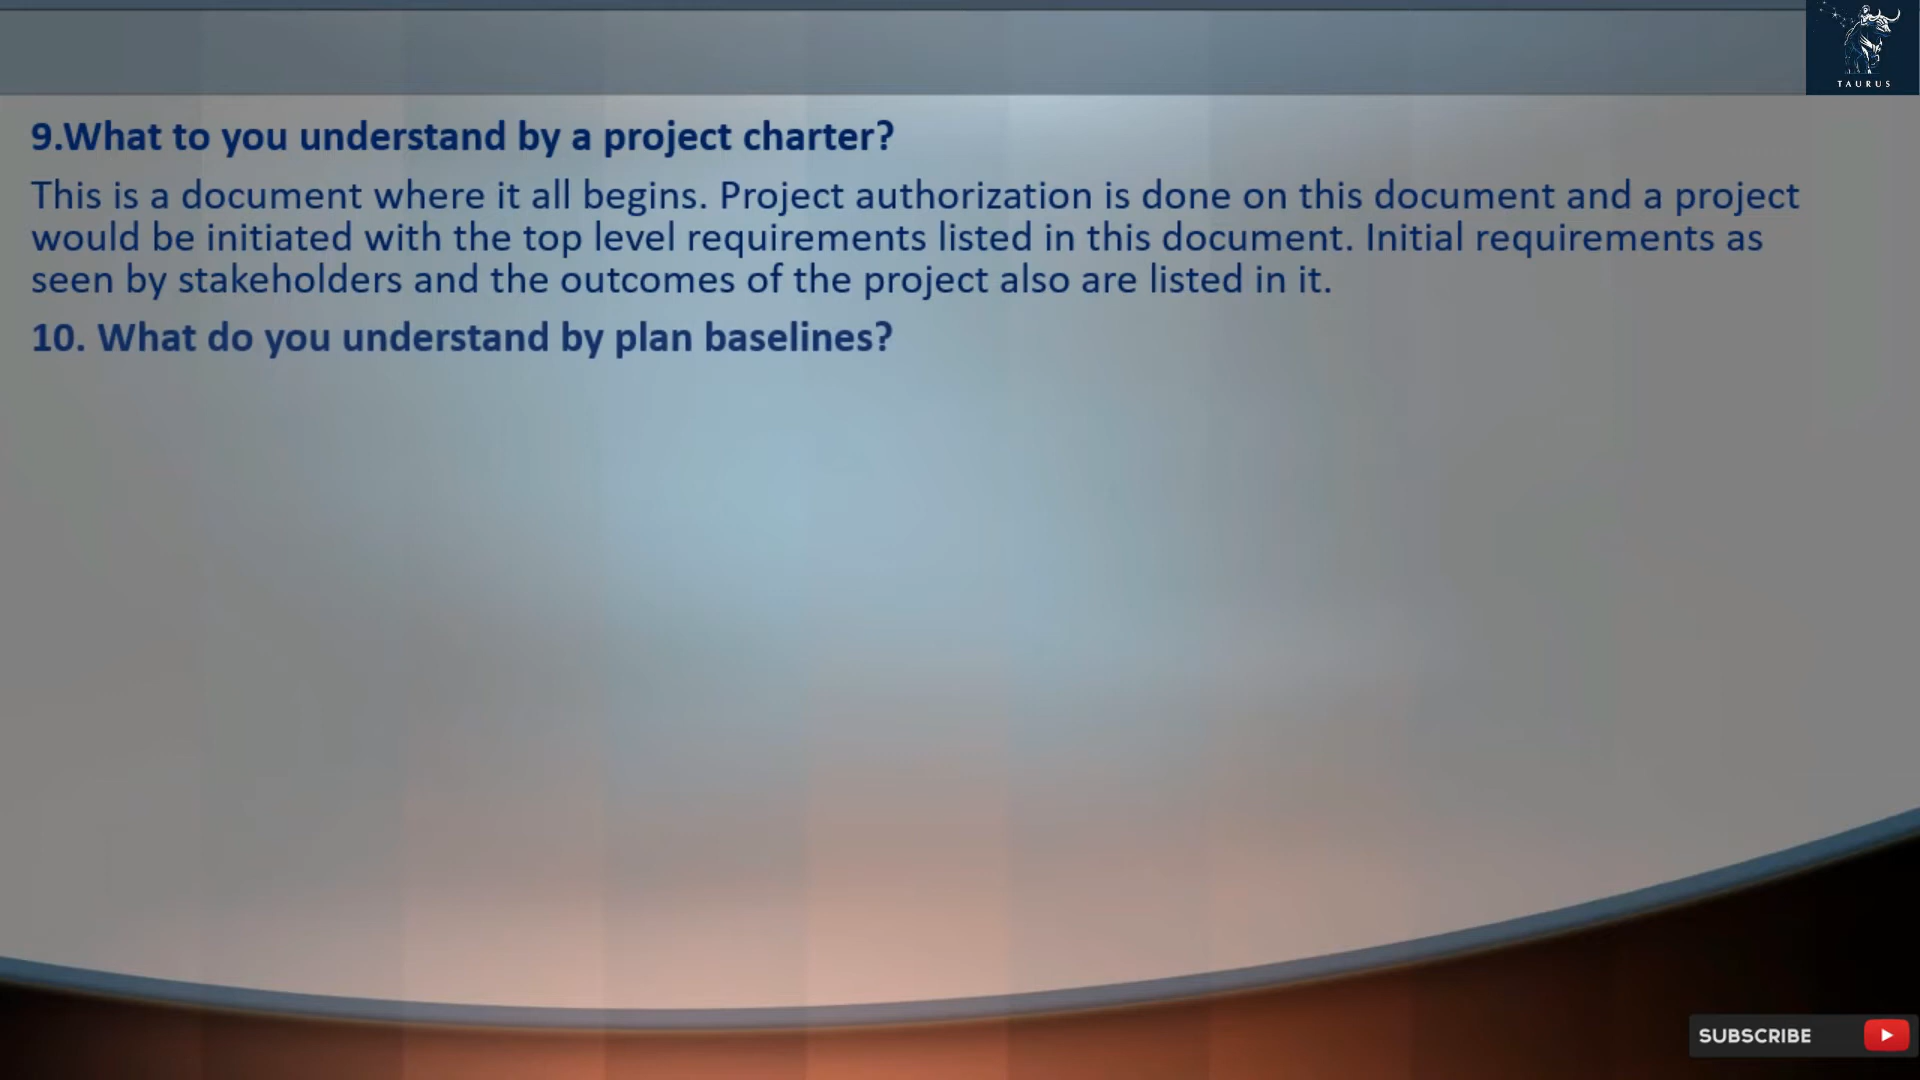 TAURUS
9.What to you understand by a project charter?
This is a document where it all begins. Project authorization is done on this document and a project
would be initiated with the top level requirements listed in this document. Initial requirements as
seen by stakeholders and the outcomes of the project also are listed in it.
10. What do you understand by plan baselines?
SUBSCRIBE